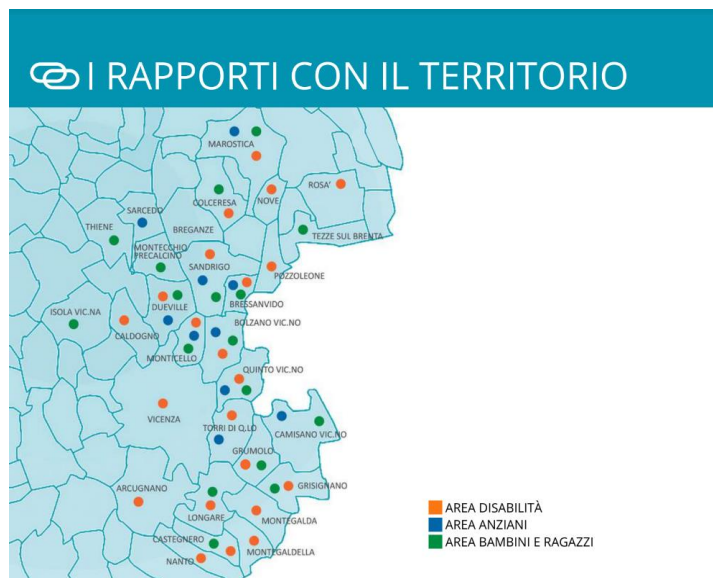 I RAPPORTI CON IL TERRITORIO
MAROSTICA
ROSA'
COLCERESA
NOVE
SARCEDO
THIENE
BREGANZE
TEZZE SUL BRENTA
MONTECCHIO
PRECALCINO
SANDRIGO
POZZOLEONE
BRESSANVIDO
ISOLA VIC.NA
DUEVILLE
CALDOGNO
BOLZANO VIC.NO
MONTICELLO
QUINTO VIC.NO
VICENZA
TORRI DI Q.LO
CAMISANO VIC.NO
GRUMOLO
ARCUGNANO
GRISIGNANO
LONGARE
MONTEGALDA
CASTEGNERO
MONTEGALDELLA
NANTO
AREA DISABILITÀ
AREA ANZIANI
AREA BAMBINI E RAGAZZI